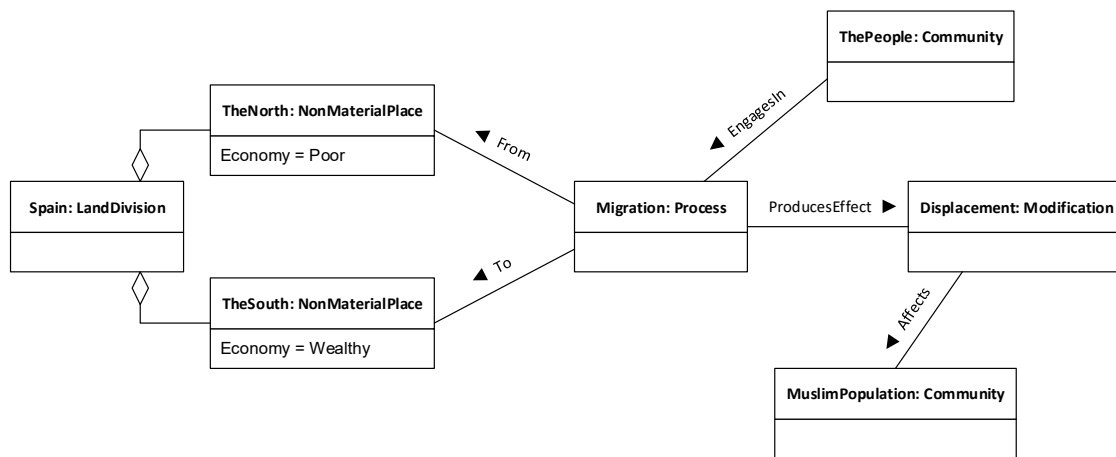 ThePeople: Community
EngagesIn
TheNorth: NonMaterialPlace
Economy = Poor
From
Spain: LandDivision
Migration: Process
ProducesEffect
Displacement: Modification
To
TheSouth: NonMaterialPlace
Economy = Wealthy
Affects
MuslimPopulation: Community